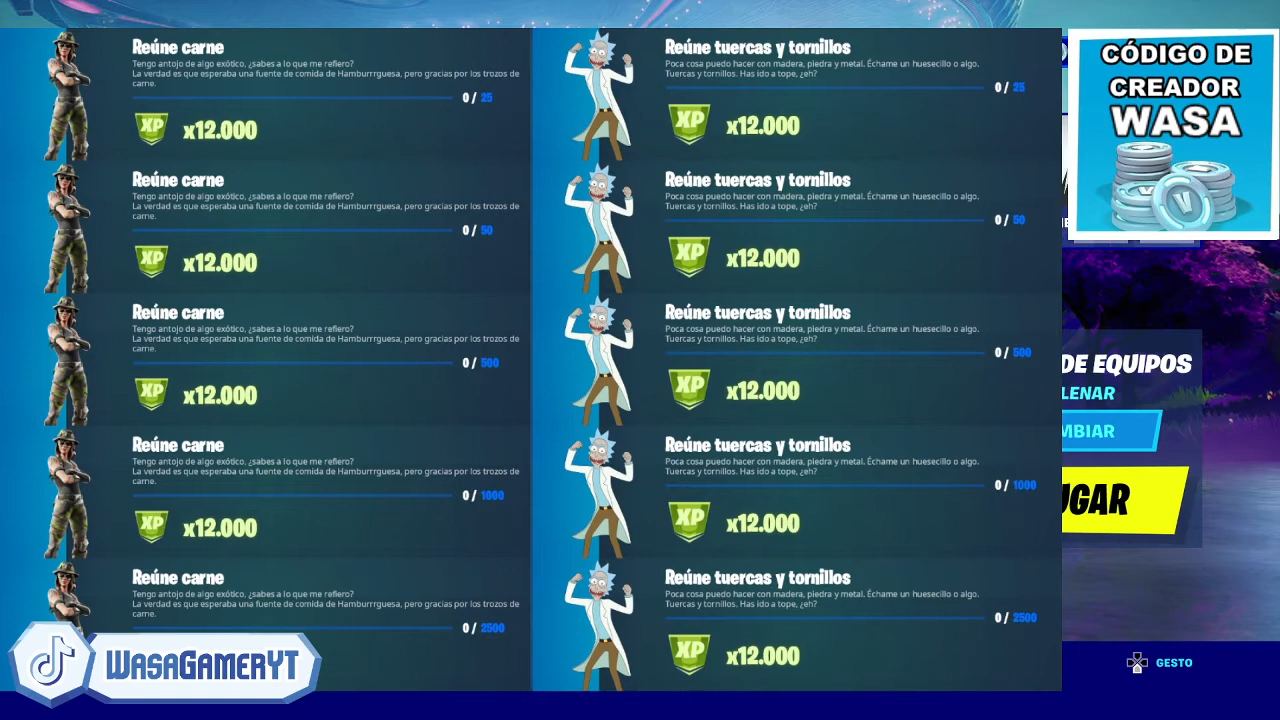 Reúne carne
Tengo antojo de algo exótico, ¿sabes a lo que me refiero?
La verdad es que esperaba una fuente de comida de Hamburrrguesa, pero gracias por los trozos de
carne.
0 / 25
XP x12.000
Reúne carne
Tengo antojo de algo exótico, ¿sabes a lo que me refiero?
La verdad es que esperaba una fuente de comida de Hamburrrguesa, pero gracias por los trozos de
carne.
0 / 50
XP x12.000
Reúne carne
Tengo antojo de algo exótico, ¿sabes a lo que me refiero?
La verdad es que esperaba una fuente de comida de Hamburrrguesa, pero gracias por los trozos de
carne.
0 / 500
XP x12.000
Reúne carne
Tengo antojo de algo exótico, ¿sabes a lo que me refiero?
La verdad es que esperaba una fuente de comida de Hamburrrguesa, pero gracias por los trozos de
carne.
0 / 1000
XP x12.000
Reúne carne
Tengo antojo de algo exótico, ¿sabes a lo que me refiero?
La verdad es que esperaba una fuente de comida de Hamburrrguesa, pero gracias por los trozos de
carne.
0 / 2500
WASAGAMERYT
Reúne tuercas y tornillos
Poca cosa puedo hacer con madera, piedra y metal. Échame un huesecillo o algo.
Tuercas y tornillos. Has ido a tope, ¿eh?
0 / 25
XP x12.000
Reúne tuercas y tornillos
Poca cosa puedo hacer con madera, piedra y metal. Échame un huesecillo o algo.
Tuercas y tornillos. Has ido a tope, ¿eh?
0 / 50
XP x12.000
Reúne tuercas y tornillos
Poca cosa puedo hacer con madera, piedra y metal. Échame un huesecillo o algo.
Tuercas y tornillos. Has ido a tope, ¿eh?
0 / 500
XP x12.000
Reúne tuercas y tornillos
Poca cosa puedo hacer con madera, piedra y metal. Échame un huesecillo o algo.
Tuercas y tornillos. Has ido a tope, ¿eh?
0 / 1000
XP x12.000
Reúne tuercas y tornillos
Poca cosa puedo hacer con madera, piedra y metal. Échame un huesecillo o algo.
Tuercas y tornillos. Has ido a tope, ¿eh?
0 / 2500
XP x12.000
CÓDIGO DE
CREADOR
WASA
DE EQUIPOS
LENAR
MBIAR
UGAR
GESTO